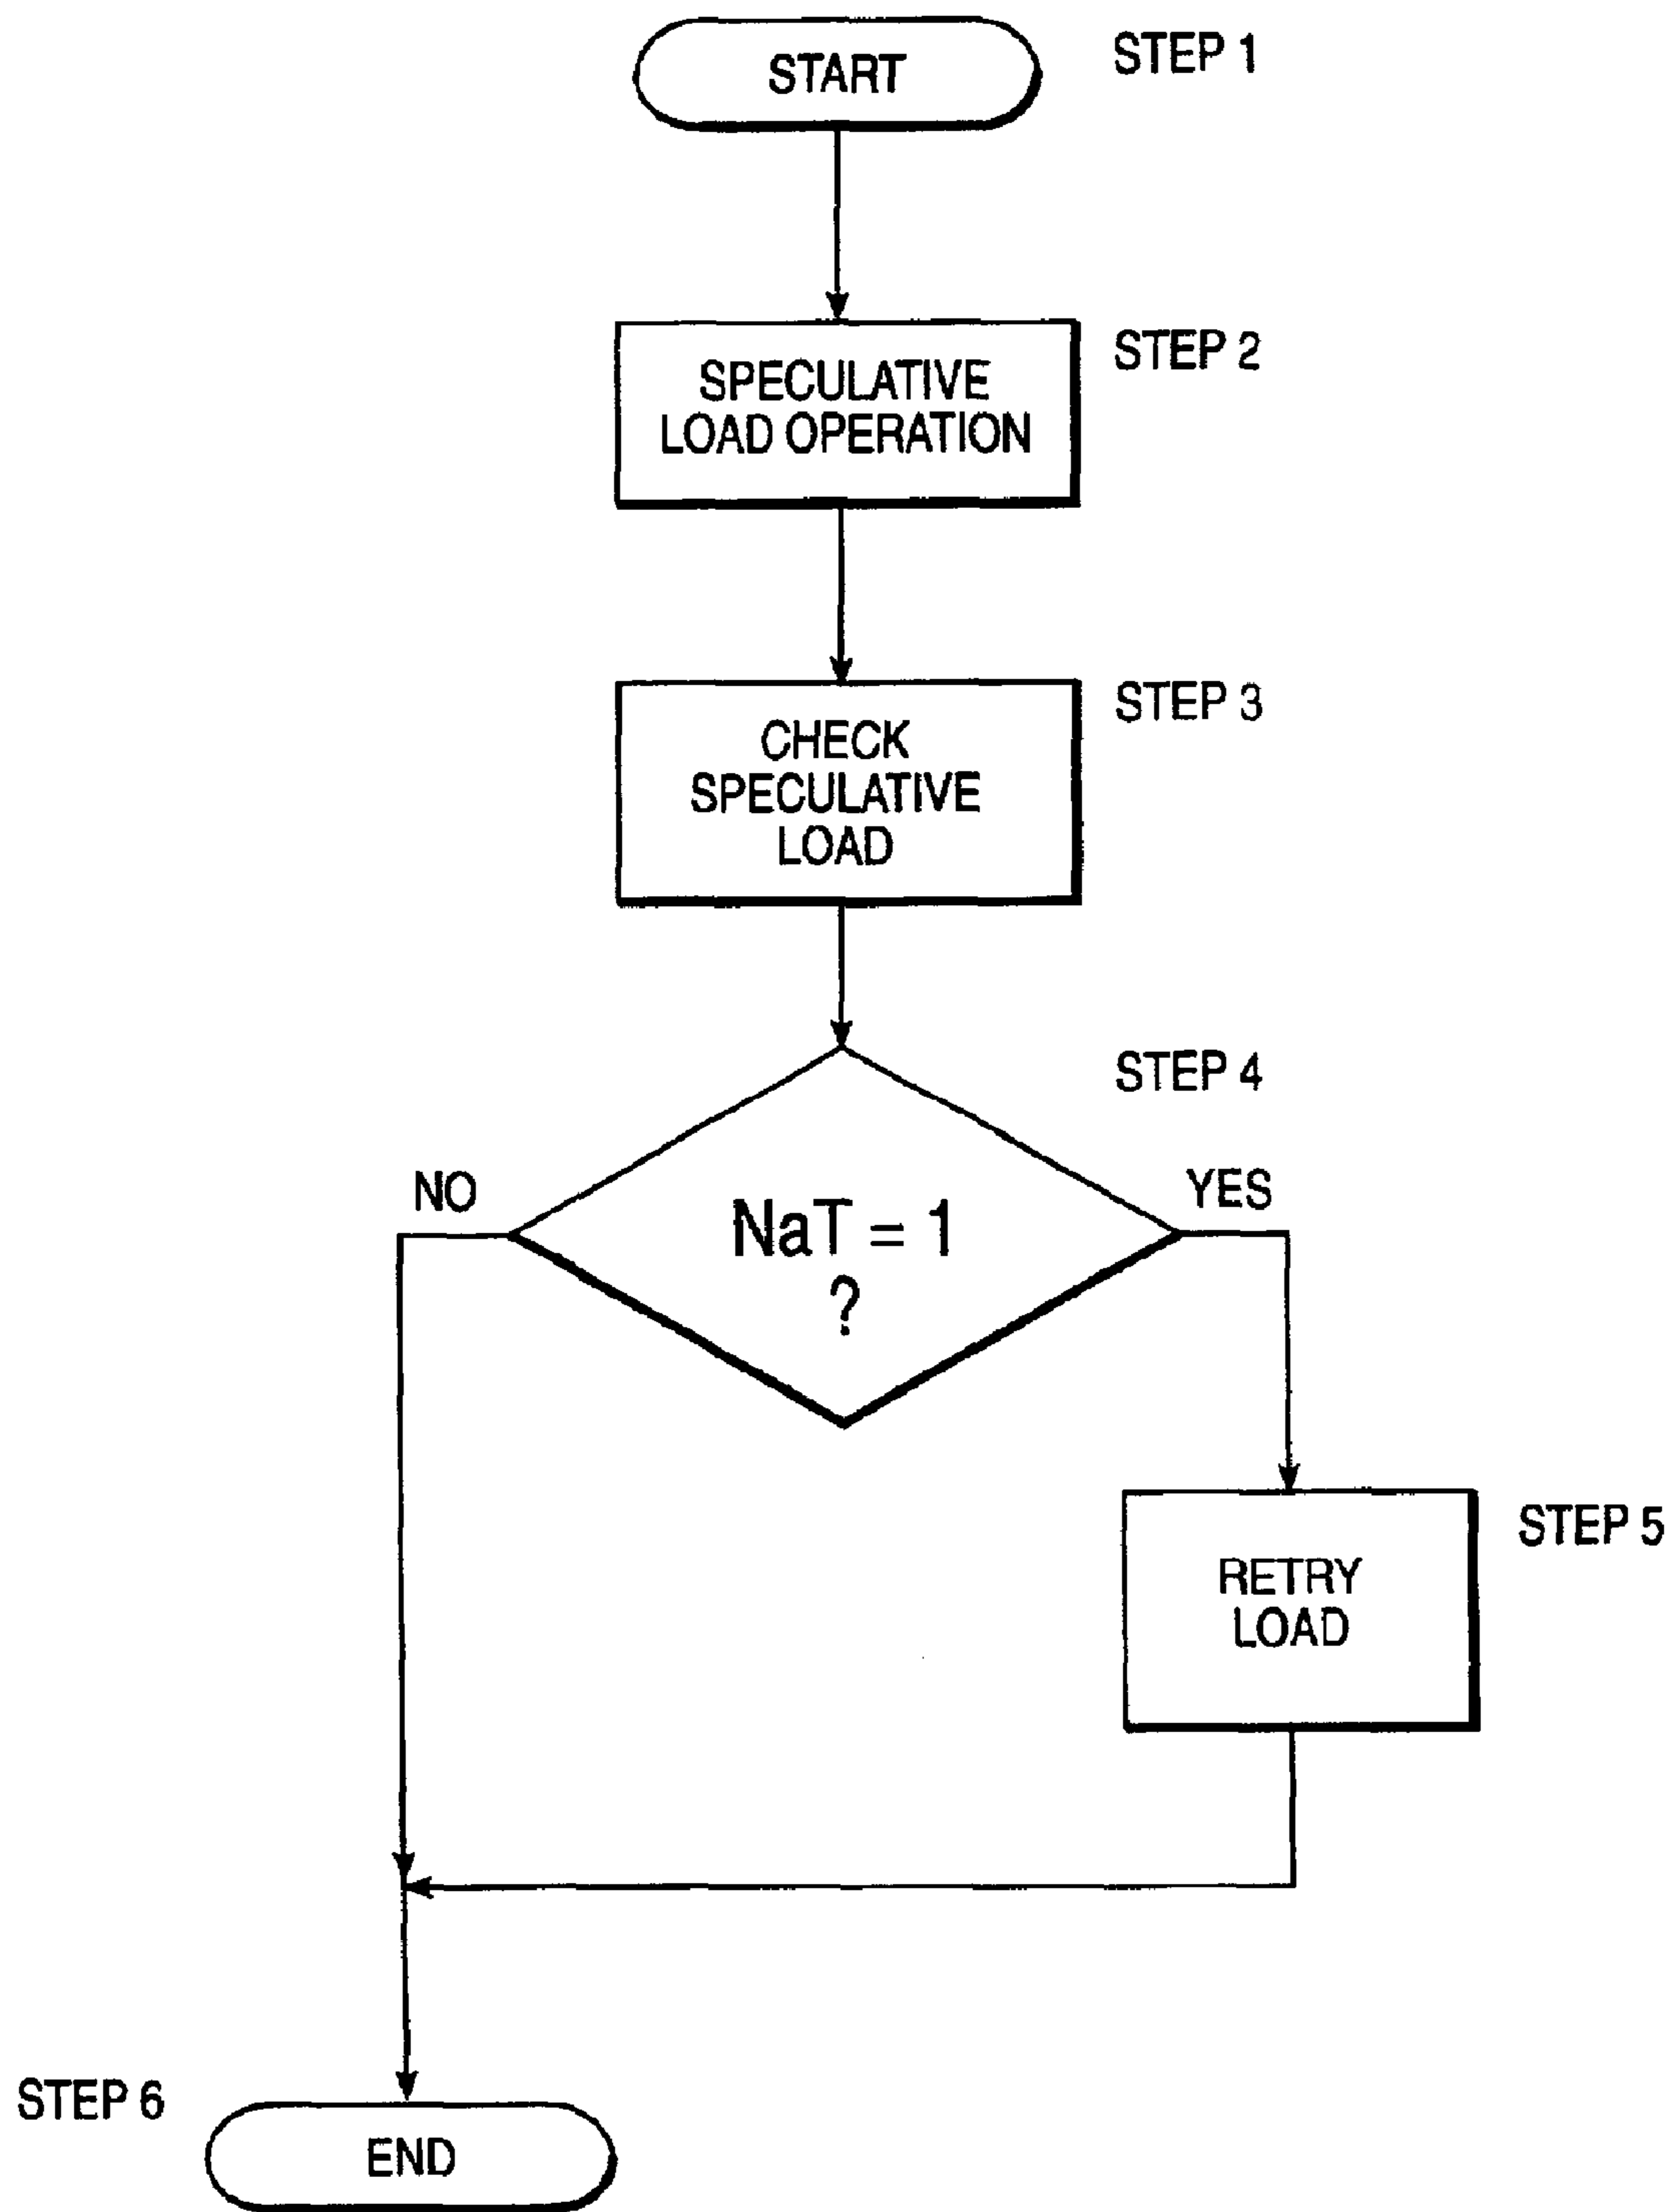 START
STEP 1
SPECULATIVE
LOAD OPERATION
STEP 2
CHECK
SPECULATIVE
LOAD
STEP 3
STEP 4
NO
NaT = 1
?
YES
RETRY
LOAD
STEP 5
STEP 6
END